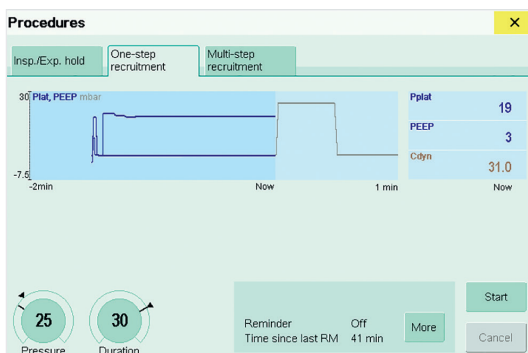 Procedures
Insp./Exp. hold
One-step
recruitment
Multi-step
recruitment
30
Plat, PEEP mbar
-7.5
-2min
Now
1 min
Pplat
19
PEEP
3
Cdyn
31.0
Now
25
Pressure
30
Duration
Reminder Off
Time since last RM 41 min
More
Start
Cancel